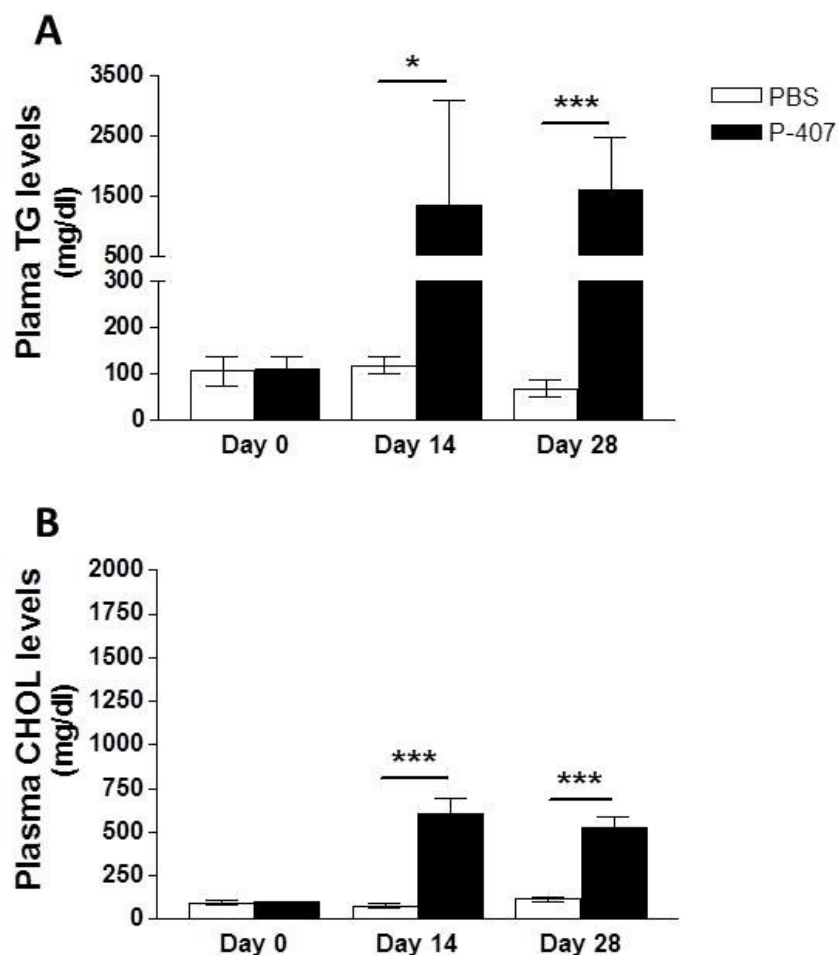 A
Plama TG levels
(mg/dl)
3500
2500
1500
500
300
200
100
0
*
***
PBS
P-407
Day 0
Day 14
Day 28
B
Plasma CHOL levels
(mg/dl)
2000
1750
1500
1250
1000
750
500
250
0
***
***
Day 0
Day 14
Day 28